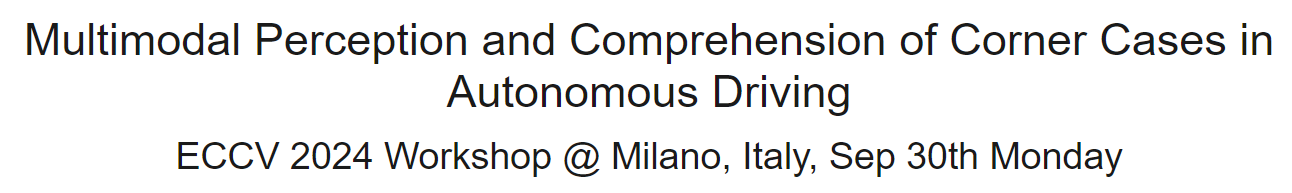 Multimodal Perception and Comprehension of Corner Cases in
Autonomous Driving
ECCV 2024 Workshop @ Milano, Italy, Sep 30th Monday